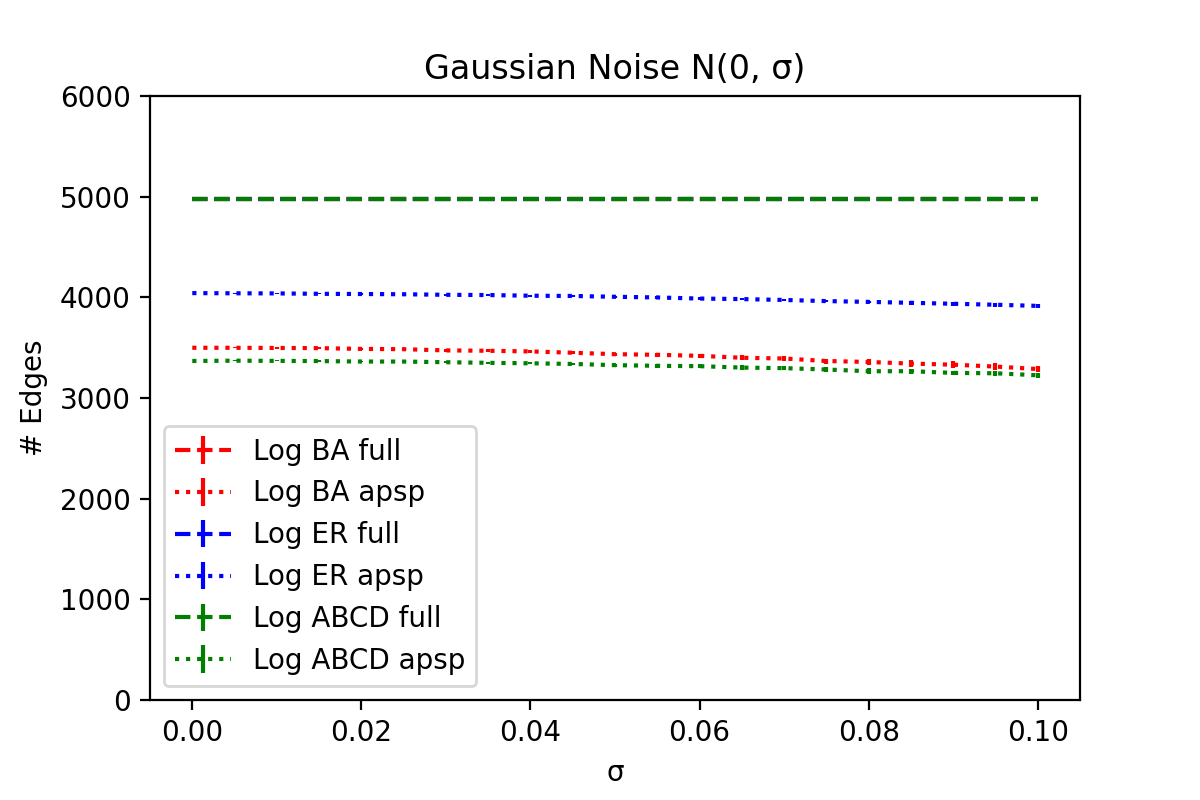 Gaussian Noise N(0, σ)
6000
5000
4000
3000
2000
1000
0
# Edges
Log BA full
Log BA apsp
Log ER full
Log ER apsp
Log ABCD full
Log ABCD apsp
0.00 0.02 0.04 0.06 0.08 0.10
σ